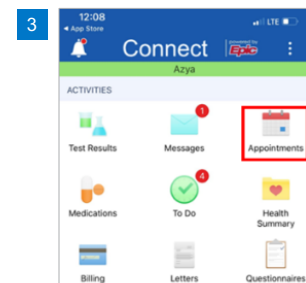 3
12:08
LTE
App Store
Connect
Epic
Azya
ACTIVITIES
1
Test Results Messages Appointments
4
Medications To Do Health
Summary
Billing Letters Questionnaires